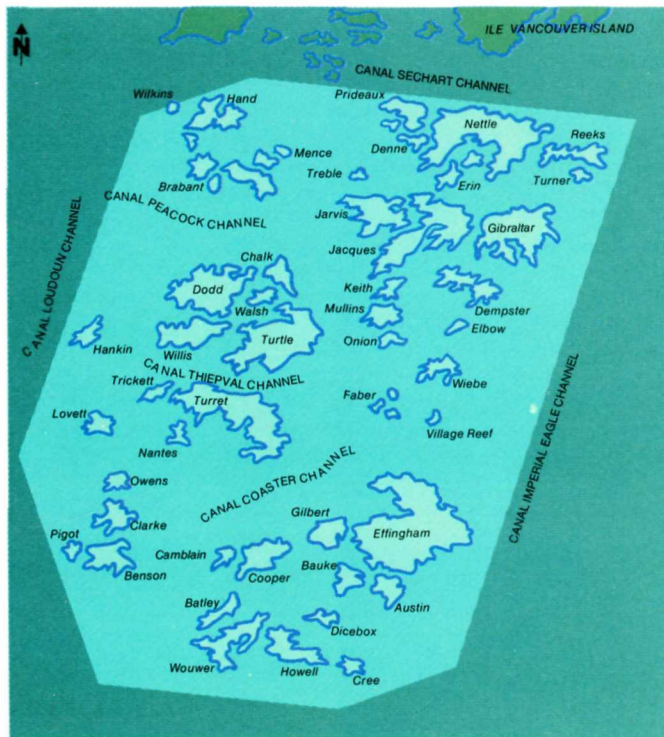 ILE VANCOUVER ISLAND
N
CANAL SECHART CHANNEL
Wilkins
Hand
Prideaux
Nettle
Reeks
Denne
Mence
Treble
Erin
Turner
Brabant
CANAL PEACOCK CHANNEL
Jarvis
Gibraltar
Jacques
CANAL LOUDOUN CHANNEL
Chalk
Dodd
Keith
Walsh
Mullins
Dempster
Elbow
Hankin
Willis
Turtle
Onion
CANAL THIEPVAL CHANNEL
Wiebe
Trickett
Turret
Faber
Lovett
Village Reef
Nantes
CANAL IMPERIAL EAGLE CHANNEL
Owens
CANAL COASTER CHANNEL
Gilbert
Clarke
Effingham
Pigot
Camblain
Bauke
Benson
Cooper
Austin
Batley
Dicebox
Wouwer
Howell
Cree